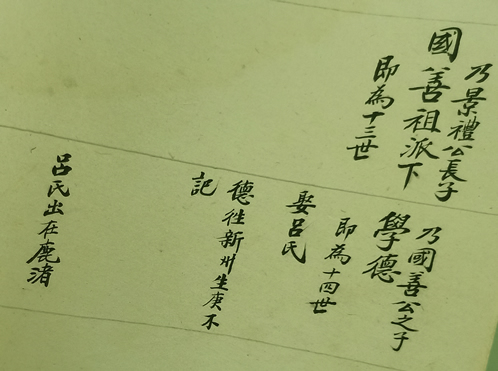 乃景禮公長子
國善祖派下
即為十三世
乃國善公之子
學德
即為十四世
娶呂氏
德往新州生庚不
記
呂氏出在鹿渚